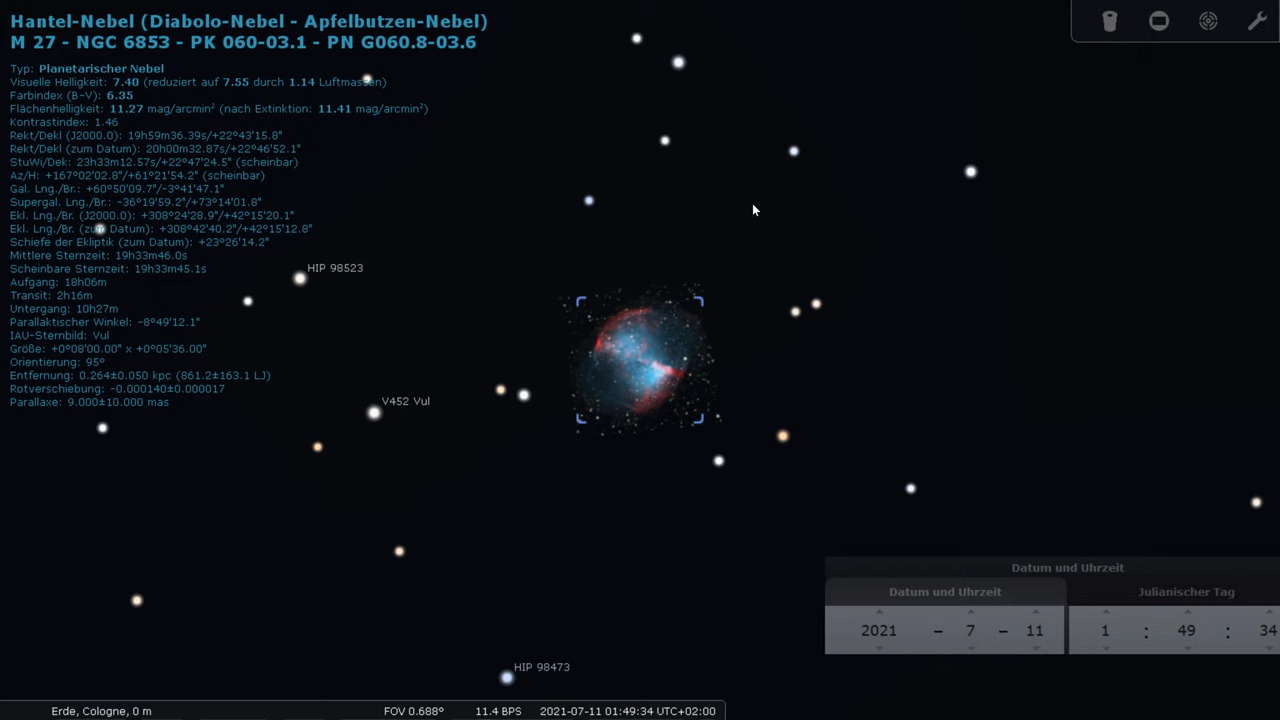 Hantel-Nebel (Diabolo-Nebel - Apfelbutzen-Nebel)
M 27 - NGC 6853 - PK 060-03.1 - PN G060.8-03.6
Typ: Planetarischer Nebel
Visuelle Helligkeit: 7.40 (reduziert auf 7.55 durch 1.14 Luftmassen)
Farbindex (B-V): 6.35
Flächenhelligkeit: 11.27 mag/arcmin² (nach Extinktion: 11.41 mag/arcmin²)
Kontrastindex: 1.46
Rekt/Dekl (J2000.0): 19h59m36.39s/+22°43'15.8"
Rekt/Dekl (zum Datum): 20h00m32.87s/+22°46'52.1"
StuWi/Dek: 23h33m12.57s/+22°47'24.5" (scheinbar)
Az/H: +167°02'02.8"/+61°21'54.2" (scheinbar)
Gal. Lng./Br.: +60°50'09.7"/-3°41'47.1"
Supergal. Lng./Br.: -36°19'59.2"/+73°14'01.8"
Ekl. Lng./Br. (J2000.0): +308°24'28.9"/+42°15'20.1"
Ekl. Lng./Br. (zum Datum): +308°42'40.2"/+42°15'12.8"
Schiefe der Ekliptik (zum Datum): +23°26'14.2"
Mittlere Sternzeit: 19h33m46.0s
Scheinbare Sternzeit: 19h33m45.1s
Aufgang: 18h06m
Transit: 2h16m
Untergang: 10h27m
Parallaktischer Winkel: -8°49'12.1"
IAU-Sternbild: Vul
Größe: +0°08'00.00" x +0°05'36.00"
Orientierung: 95°
Entfernung: 0.264±0.050 kpc (861.2±163.1 LJ)
Rotverschiebung: -0.000140±0.000017
Parallaxe: 9.000±10.000 mas
HIP 98523
V452 Vul
HIP 98473
Datum und Uhrzeit
Datum und Uhrzeit Julianischer Tag
2021 - 7 - 11 1 : 49 : 34
Erde, Cologne, 0 m FOV 0.688° 11.4 BPS 2021-07-11 01:49:34 UTC+02:00